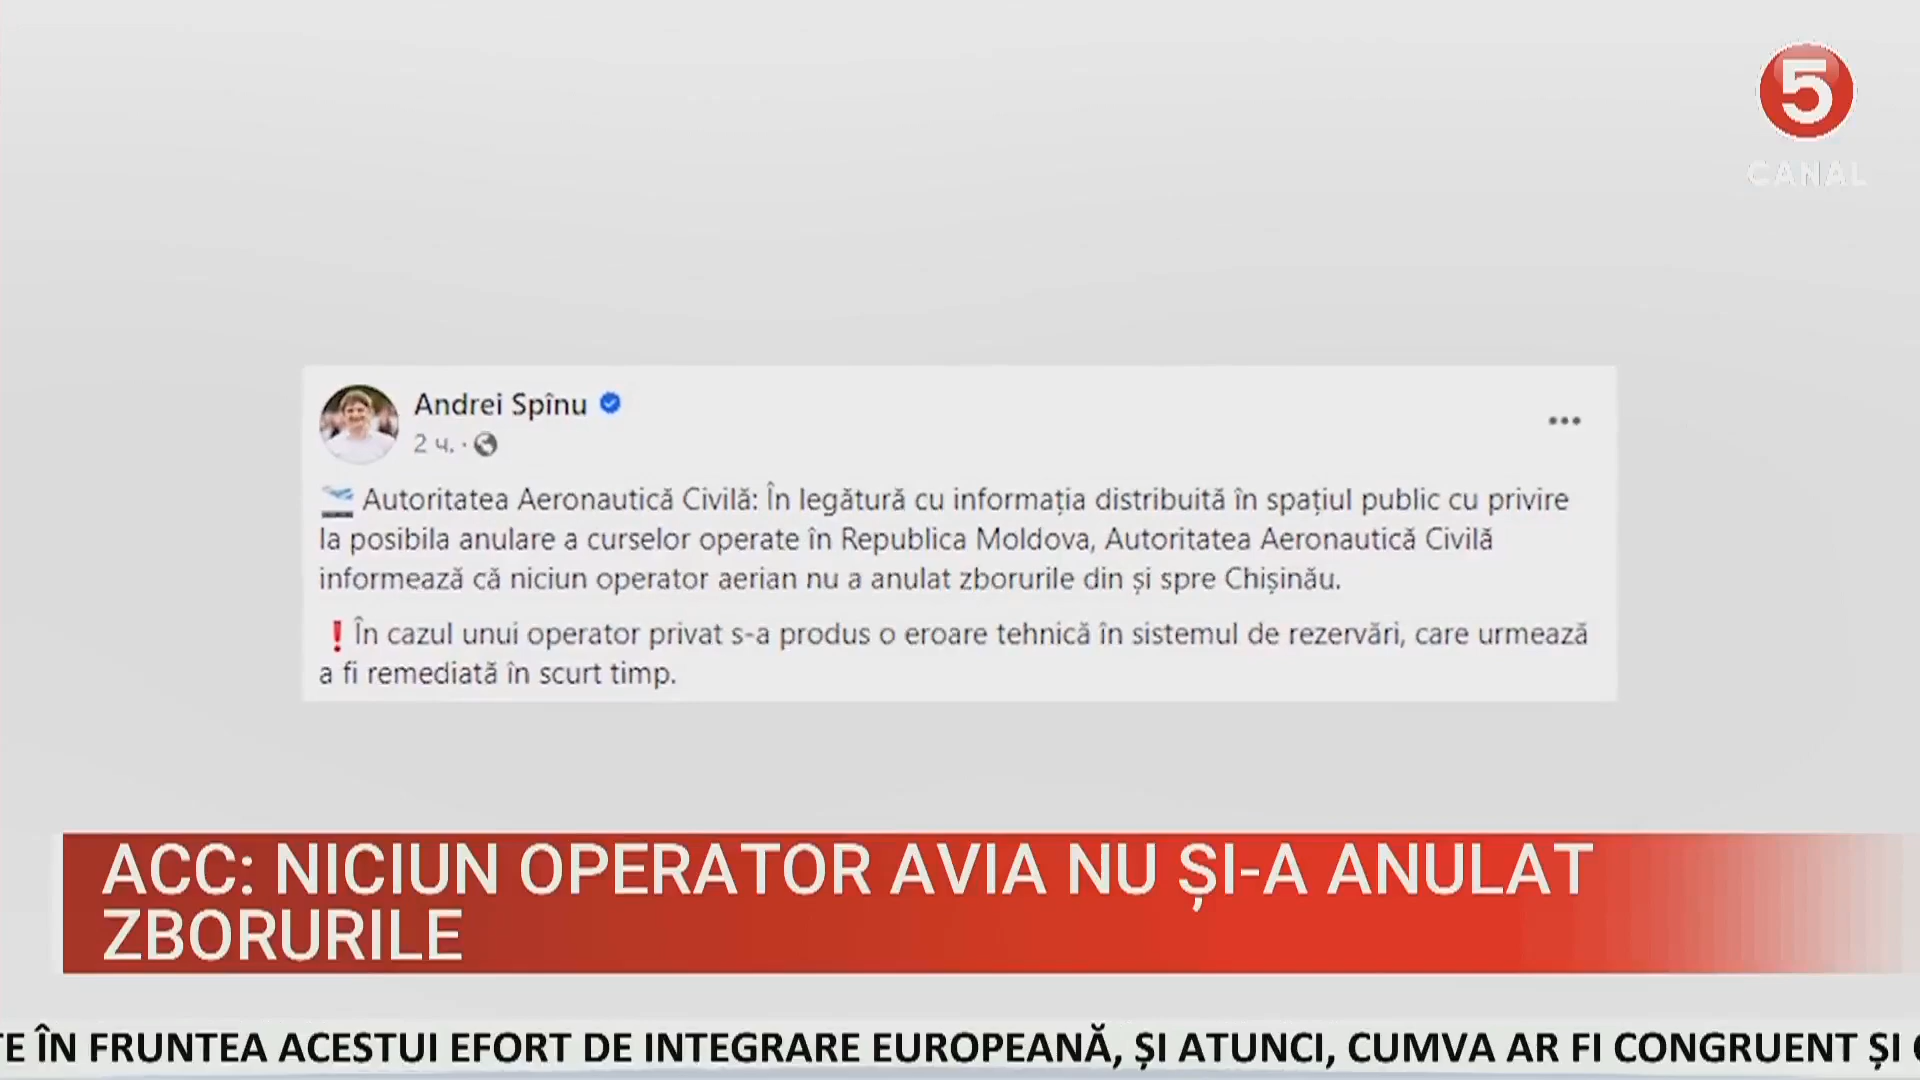 5
CANAL
Andrei Spînu
2 ч. ·
Autoritatea Aeronautică Civilă: În legătură cu informația distribuită în spațiul public cu privire
la posibila anulare a curselor operate în Republica Moldova, Autoritatea Aeronautică Civilă
informează că niciun operator aerian nu a anulat zborurile din și spre Chișinău.
❗În cazul unui operator privat s-a produs o eroare tehnică în sistemul de rezervări, care urmează
a fi remediată în scurt timp.
ACC: NICIUN OPERATOR AVIA NU ȘI-A ANULAT
ZBORURILE
ÎN FRUNTEA ACESTUI EFORT DE INTEGRARE EUROPEANĂ, ȘI ATUNCI, CUMVA AR FI CONGRUENT ȘI